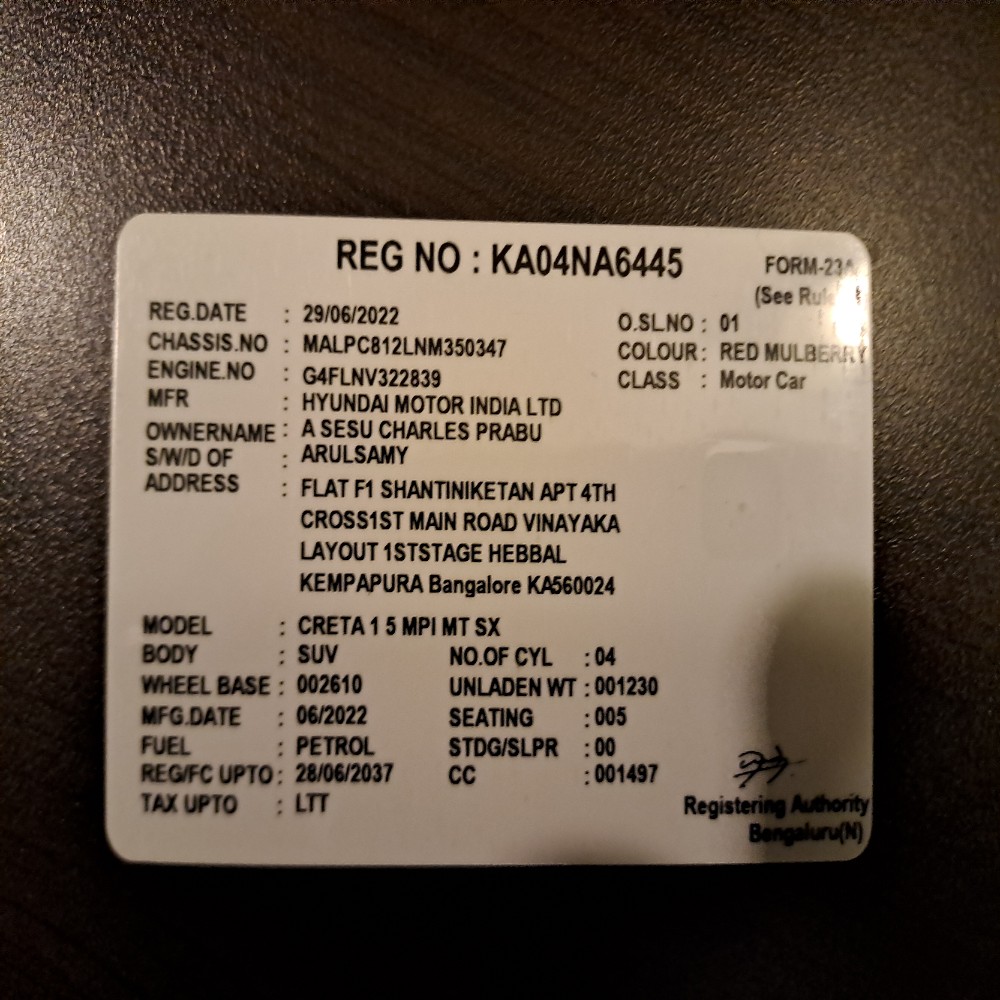 REG NO : KA04NA6445
FORM-23A
(See Rule
REG.DATE : 29/06/2022
O.SL.NO : 01
CHASSIS.NO : MALPC812LNM350347
COLOUR : RED MULBERRY
ENGINE.NO : G4FLNV322839
CLASS : Motor Car
MFR : HYUNDAI MOTOR INDIA LTD
OWNERNAME : A SESU CHARLES PRABU
S/W/D OF : ARULSAMY
ADDRESS : FLAT F1 SHANTINIKETAN APT 4TH
CROSS1ST MAIN ROAD VINAYAKA
LAYOUT 1STSTAGE HEBBAL
KEMPAPURA Bangalore KA560024
MODEL : CRETA 1 5 MPI MT SX
BODY : SUV NO.OF CYL : 04
WHEEL BASE : 002610 UNLADEN WT : 001230
MFG.DATE : 06/2022 SEATING : 005
FUEL : PETROL STDG/SLPR : 00
REG/FC UPTO : 28/06/2037 CC : 001497
TAX UPTO : LTT
Registering Authority
Bengaluru(N)